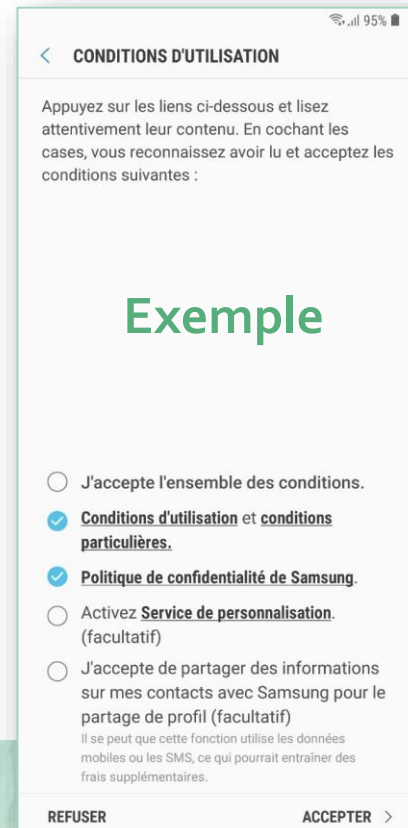 95%
< CONDITIONS D'UTILISATION
Appuyez sur les liens ci-dessous et lisez
attentivement leur contenu. En cochant les
cases, vous reconnaissez avoir lu et acceptez les
conditions suivantes :
Exemple
J'accepte l'ensemble des conditions.
Conditions d'utilisation et conditions
particulières.
Politique de confidentialité de Samsung.
Activez Service de personnalisation.
(facultatif)
J'accepte de partager des informations
sur mes contacts avec Samsung pour le
partage de profil (facultatif)
Il se peut que cette fonction utilise les données
mobiles ou les SMS, ce qui pourrait entraîner des
frais supplémentaires.
REFUSER ACCEPTER >